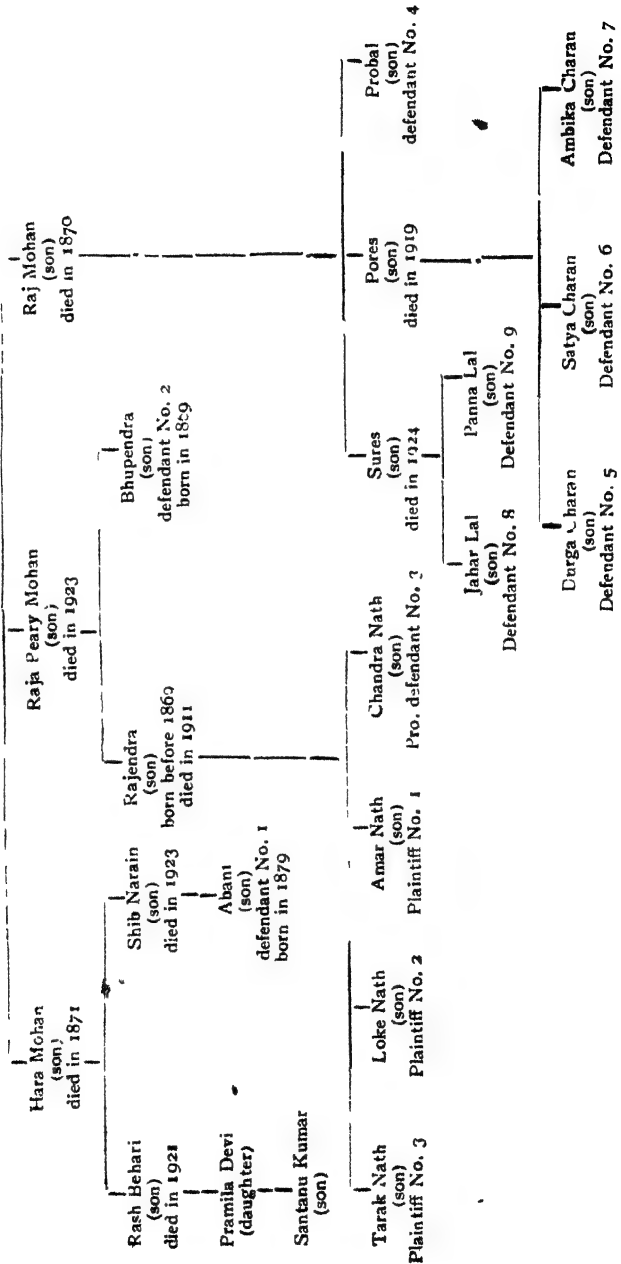 Hara Mohan
(son)
died in 1871
Raja Peary Mohan
(son)
died in 1923
Raj Mohan
(son)
died in 1870
Rash Behari
(son)
died in 1921
Shib Narain
(son)
died in 1923
Rajendra
(son)
born before 1869
died in 1911
Bhupendra
(son)
defendant No. 2
born in 1869
Pramila Devi
(daughter)
Abani
(son)
defendant No. 1
born in 1879
Santanu Kumar
(son)
Tarak Nath
(son)
Plaintiff No. 3
Loke Nath
(son)
Plaintiff No. 2
Amar Nath
(son)
Plaintiff No. 1
Chandra Nath
(son)
Pro. defendant No. 3
Sures
(son)
died in 1924
Pores
(son)
died in 1919
Probal
(son)
defendant No. 4
Jahar Lal
(son)
Defendant No. 8
Panna Lal
(son)
Defendant No. 9
Durga Charan
(son)
Defendant No. 5
Satya Charan
(son)
Defendant No. 6
Ambika Charan
(son)
Defendant No. 7